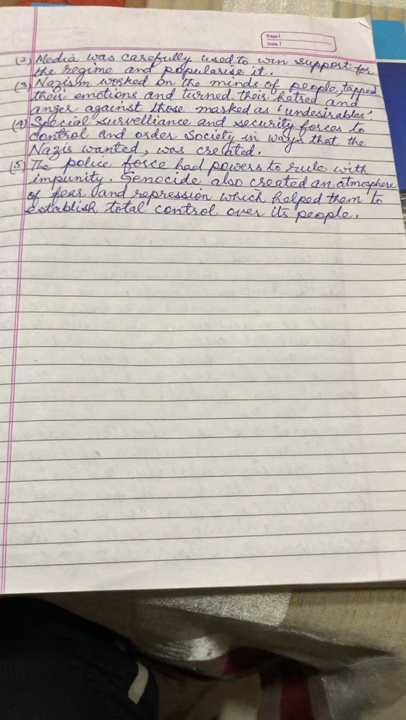 Page:
Date:
(2) Media was carefully used to win support for
the regime and popularise it.
(3) Nazism worked on the minds of people, tapped
their emotions and turned their hatred and
anger against those marked as 'undesirables'.
(4) Special survelliance and security forces to
control and order society in ways that the
Nazis wanted, was created.
(5) The police force had powers to rule with
impunity. Genocide also created an atmosphere
of fear and repression which helped them to
establish total control over its people.